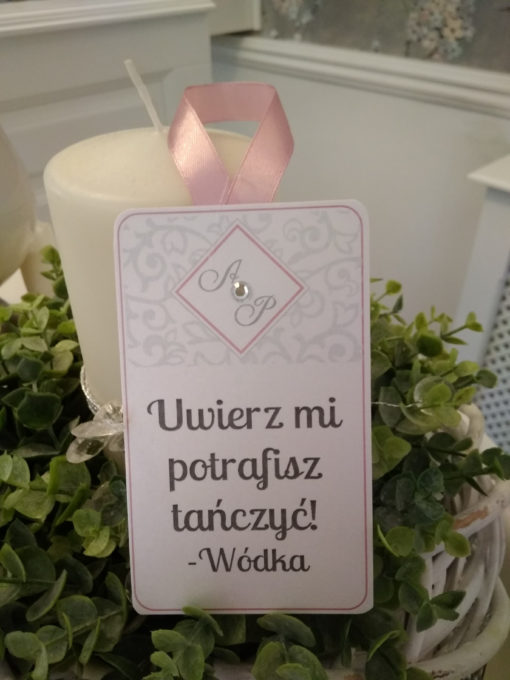 A
P
Uwierz mi
potrafisz
tańczyć!
-Wódka